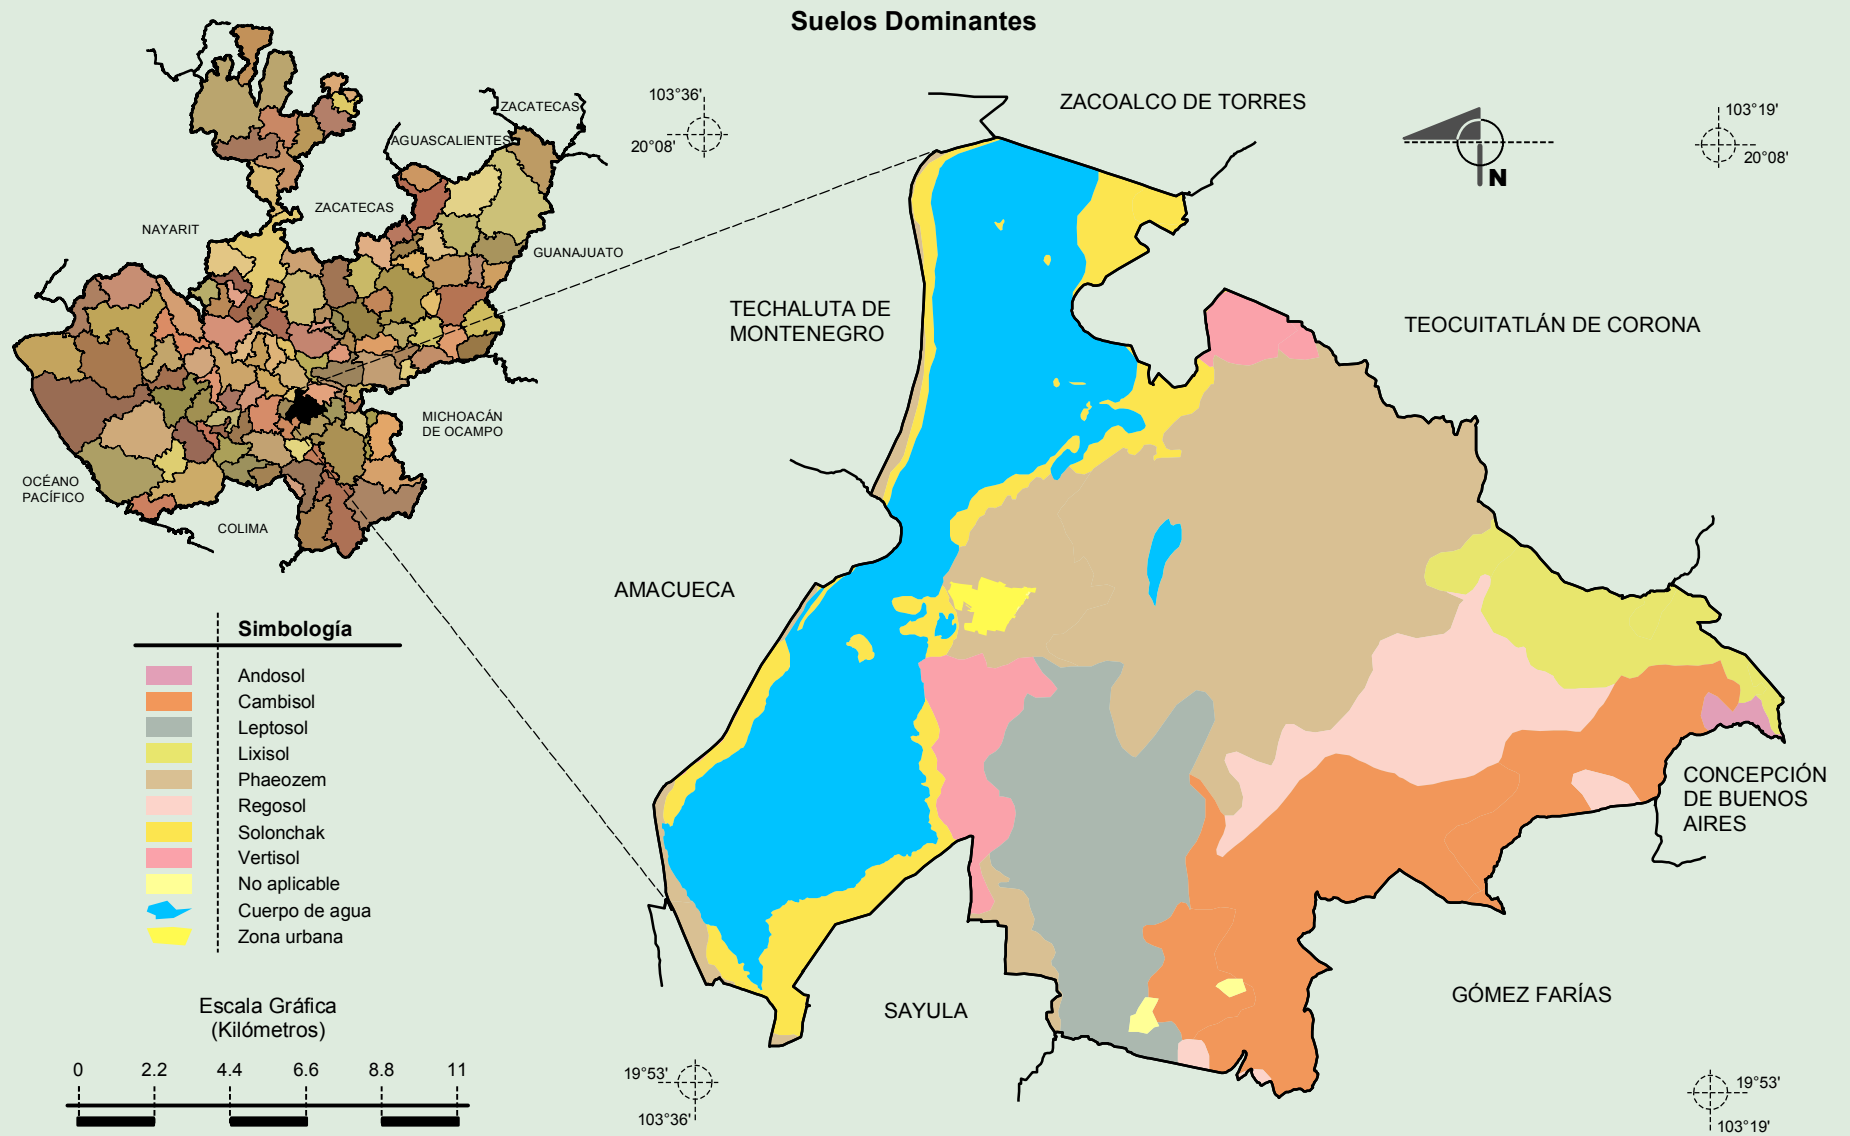 Suelos Dominantes
ZACATECAS
AGUASCALIENTES
ZACATECAS
NAYARIT
GUANAJUATO
MICHOACÁN
DE OCAMPO
OCÉANO
PACÍFICO
COLIMA
103°36'
20°08'
ZACOALCO DE TORRES
N
103°19'
20°08'
TECHALUTA DE
MONTENEGRO
TEOCUITATLÁN DE CORONA
AMACUECA
CONCEPCIÓN
DE BUENOS
AIRES
SAYULA
GÓMEZ FARÍAS
Simbología
Andosol
Cambisol
Leptosol
Lixisol
Phaeozem
Regosol
Solonchak
Vertisol
No aplicable
Cuerpo de agua
Zona urbana
Escala Gráfica
(Kilómetros)
0 2.2 4.4 6.6 8.8 11
19°53'
103°36'
19°53'
103°19'